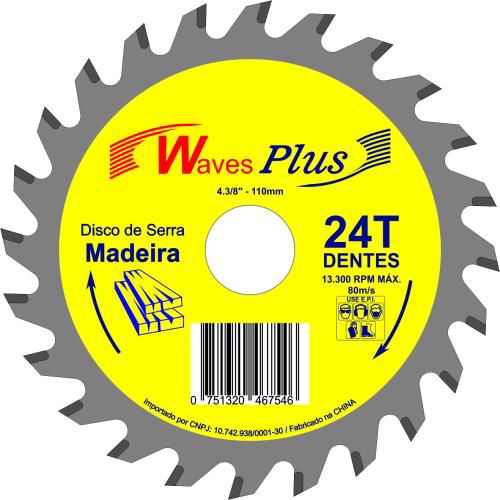 Waves Plus
4.3/8" - 110mm
Disco de Serra
Madeira
24T
DENTES
13.300 RPM MÁX.
80m/s
USE E.P.I.
0 751320 467546
Importado por CNPJ: 10.742.938/0001-30 / Fabricado na CHINA